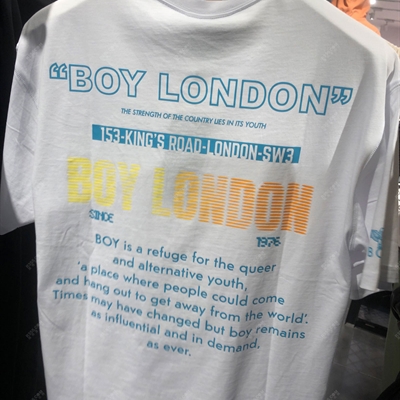 “BOY LONDON”
THE STRENGTH OF THE COUNTRY LIES IN ITS YOUTH
153-KING'S ROAD-LONDON-SW3
BOY LONDON
SINDE 1976
BOY is a refuge for the queer
and alternative youth,
'a place where people could come
and hang out to get away from the world'.
Times may have changed but boy remains
as influential and in demand,
as ever.